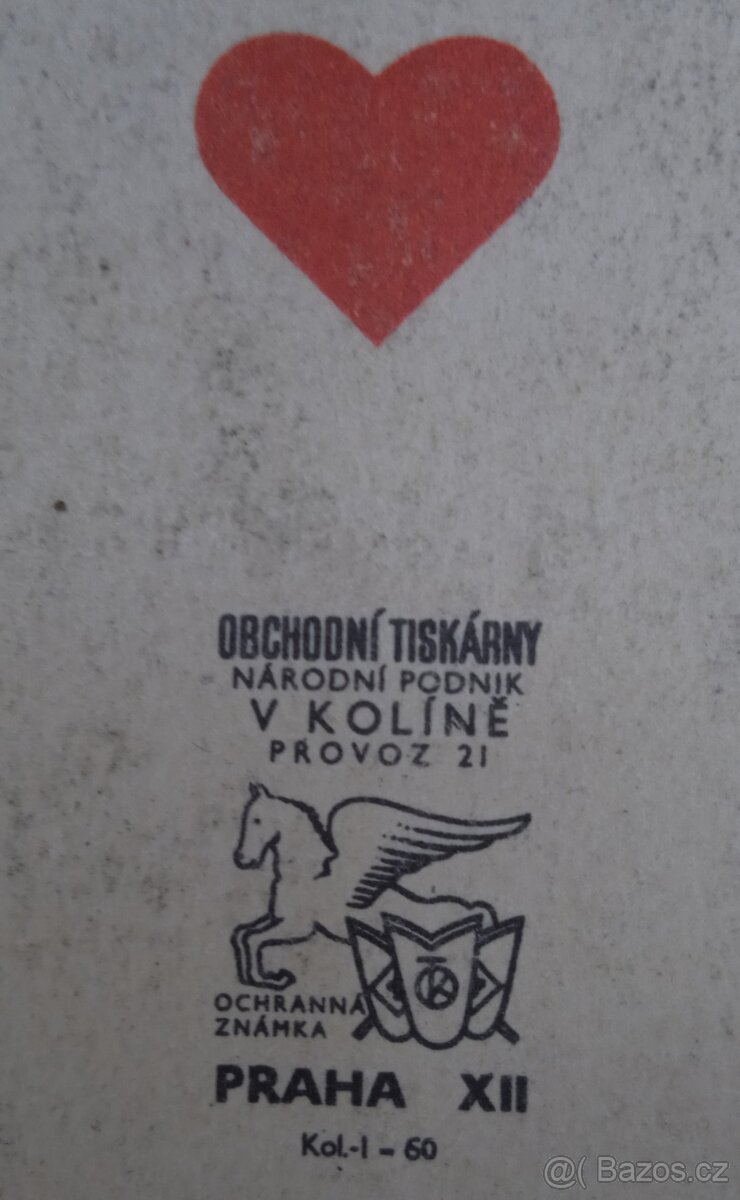 OBCHODNÍ TISKÁRNY
NÁRODNÍ PODNIK
V KOLÍNĚ
PROVOZ 21
OCHRANNÁ
ZNÁMKA
PRAHA XII
Kol.-I - 60
@( Bazos.cz